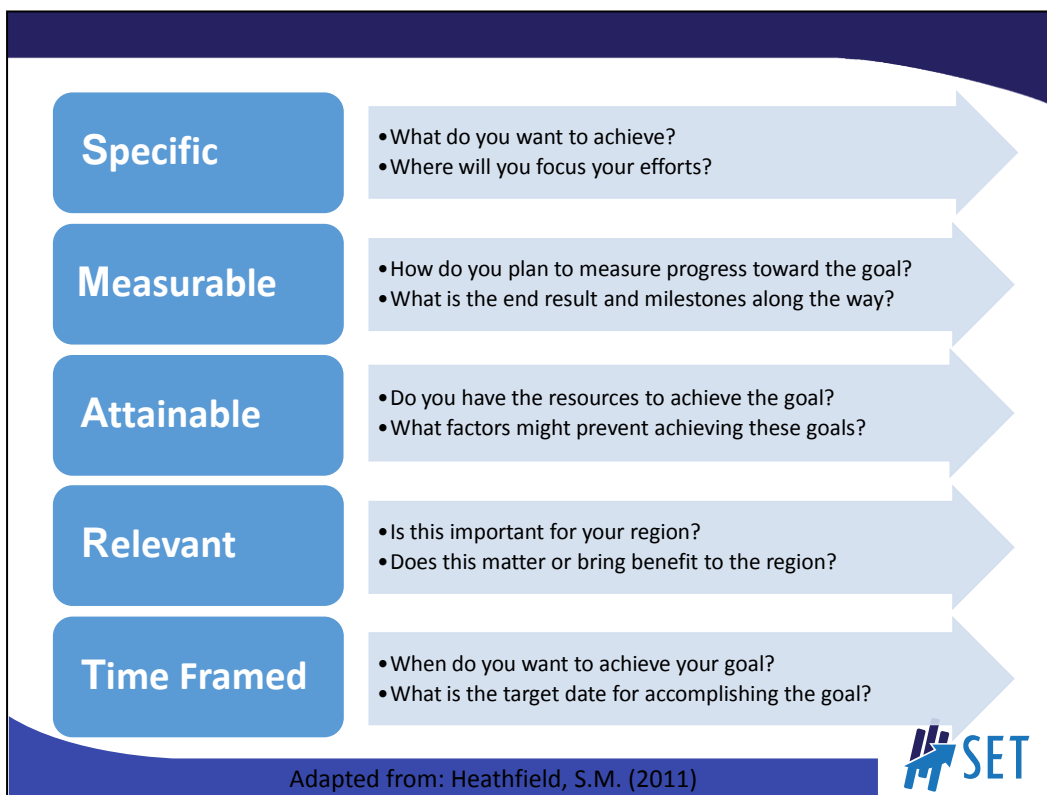 Specific
•What do you want to achieve?
•Where will you focus your efforts?
Measurable
•How do you plan to measure progress toward the goal?
•What is the end result and milestones along the way?
Attainable
•Do you have the resources to achieve the goal?
•What factors might prevent achieving these goals?
Relevant
•Is this important for your region?
•Does this matter or bring benefit to the region?
Time Framed
•When do you want to achieve your goal?
•What is the target date for accomplishing the goal?
Adapted from: Heathfield, S.M. (2011)
SET